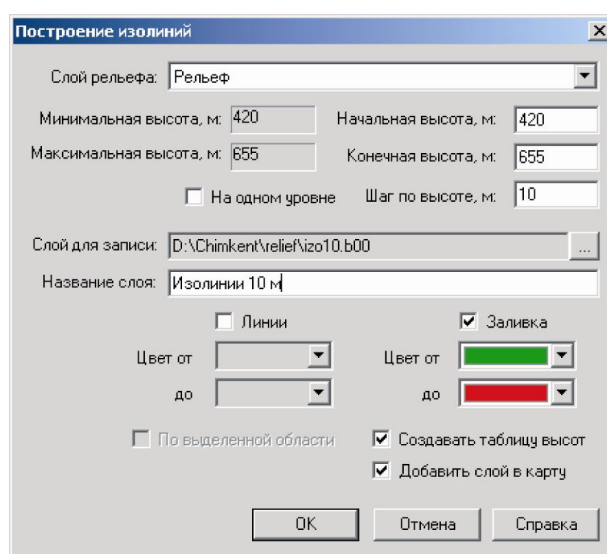 Построение изолиний
Слой рельефа: Рельеф
Минимальная высота, м: 420 Начальная высота, м: 420
Максимальная высота, м: 655 Конечная высота, м: 655
На одном уровне Шаг по высоте, м: 10
Слой для записи: D:\Chimkent\relief\izo10.b00 ...
Название слоя: Изолинии 10 м
Линии Заливка
Цвет от Цвет от
до до
По выделенной области Создавать таблицу высот
Добавить слой в карту
OK Отмена Справка